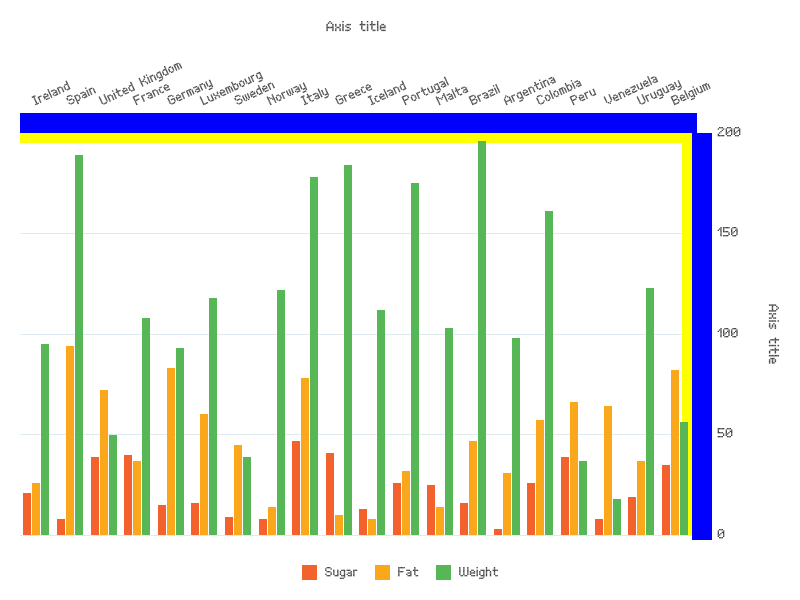 Axis title
Ireland
Spain
United Kingdom
France
Germany
Luxembourg
Sweden
Norway
Italy
Greece
Iceland
Portugal
Malta
Brazil
Argentina
Colombia
Peru
Venezuela
Uruguay
Belgium
200
150
100
50
0
Axis title
Sugar
Fat
Weight